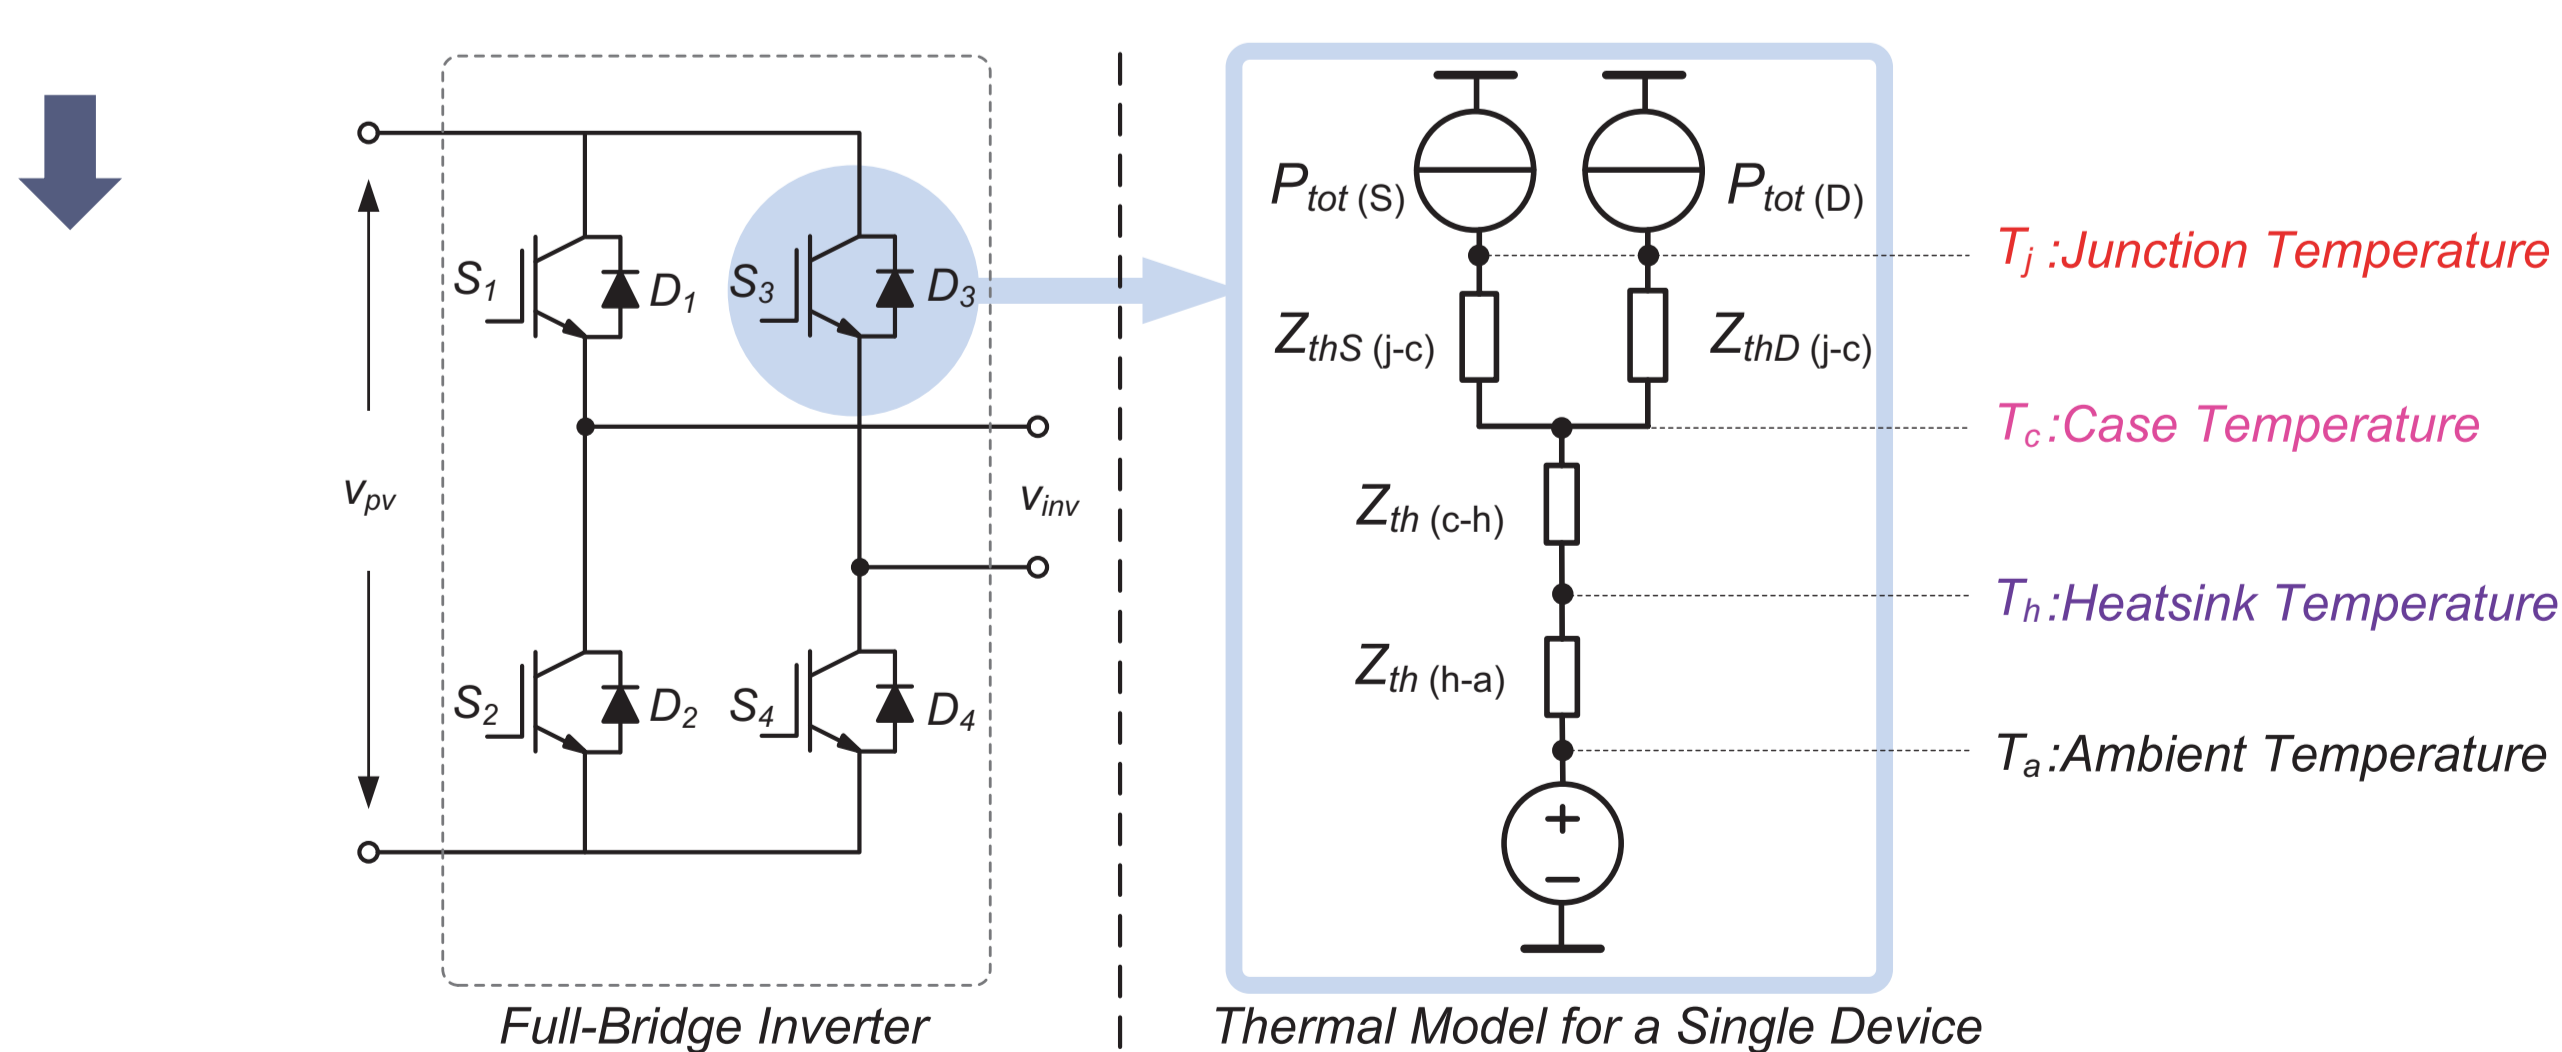 S1
D1
S3
D3
vpv
vinv
S2
D2
S4
D4
Full-Bridge Inverter
Ptot (S)
Ptot (D)
ZthS (j-c)
ZthD (j-c)
Zth (c-h)
Zth (h-a)
+
−
Tj :Junction Temperature
Tc :Case Temperature
Th :Heatsink Temperature
Ta :Ambient Temperature
Thermal Model for a Single Device